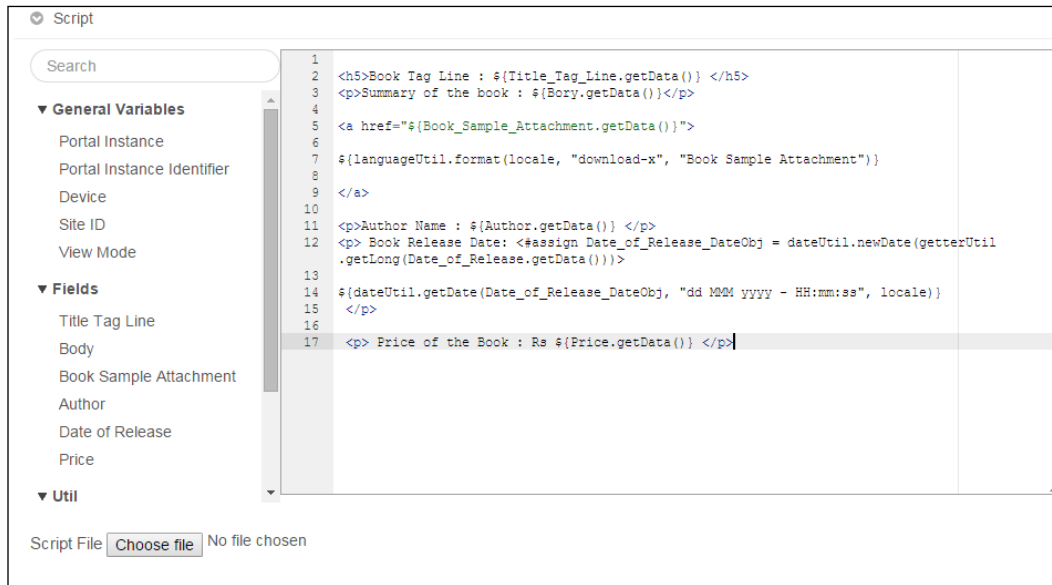 Script
Search
▼ General Variables
Portal Instance
Portal Instance Identifier
Device
Site ID
View Mode
▼ Fields
Title Tag Line
Body
Book Sample Attachment
Author
Date of Release
Price
▼ Util
1
2 <h5>Book Tag Line : ${Title_Tag_Line.getData()} </h5>
3 <p>Summary of the book : ${Bory.getData()}</p>
4
5 <a href="${Book_Sample_Attachment.getData()}">
6
7 ${languageUtil.format(locale, "download-x", "Book Sample Attachment")}
8
9 </a>
10
11 <p>Author Name : ${Author.getData()} </p>
12 <p> Book Release Date: <#assign Date_of_Release_DateObj = dateUtil.newDate(getterUtil
.getLong(Date_of_Release.getData()))>
13
14 ${dateUtil.getDate(Date_of_Release_DateObj, "dd MMM yyyy - HH:mm:ss", locale)}
15 </p>
16
17 <p> Price of the Book : Rs ${Price.getData()} </p>
Script File Choose file No file chosen